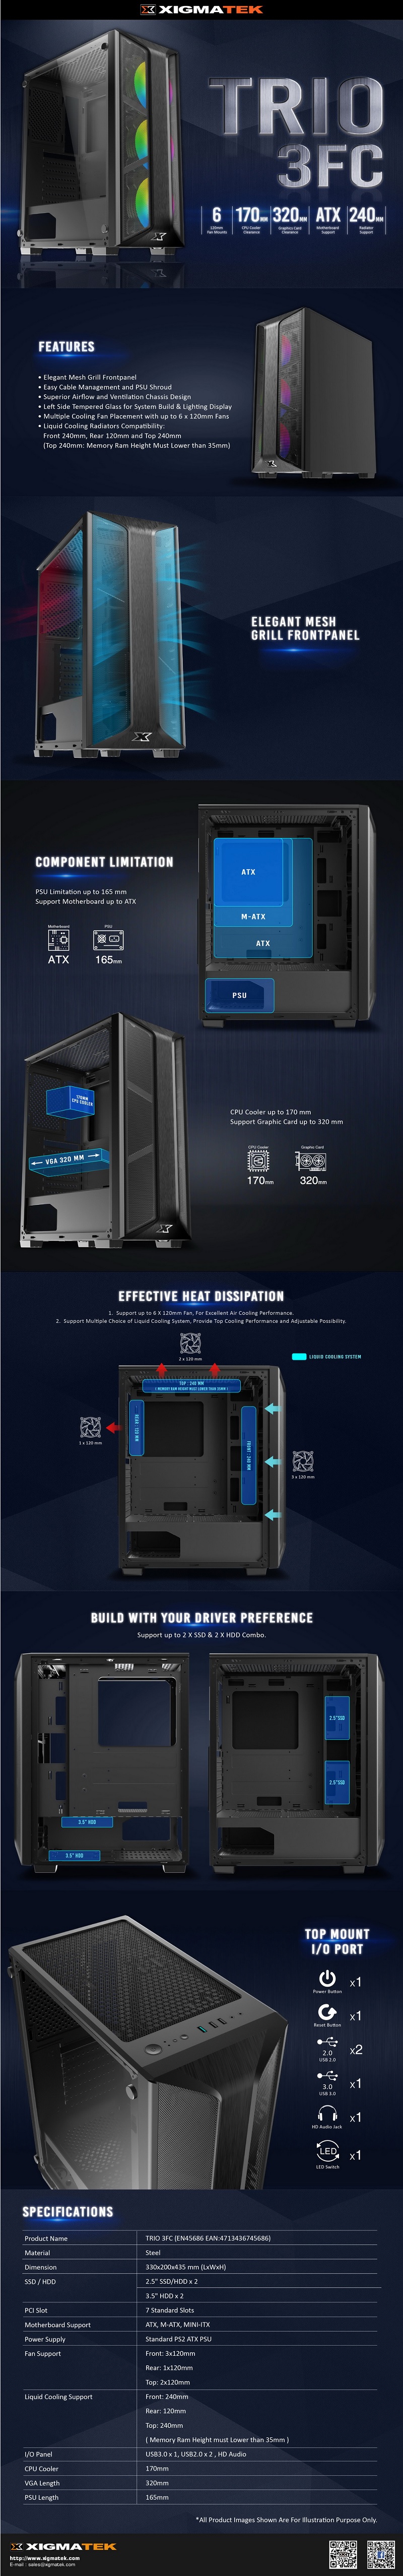 XIGMATEK
TRIO
3FC
6
120mm
Fan Mounts
170MM
CPU Cooler
Clearance
320MM
Graphics Card
Clearance
ATX
Motherboard
Support
240MM
Radiator
Support
FEATURES
• Elegant Mesh Grill Frontpanel
• Easy Cable Management and PSU Shroud
• Superior Airflow and Ventilation Chassis Design
• Left Side Tempered Glass for System Build & Lighting Display
• Multiple Cooling Fan Placement with up to 6 x 120mm Fans
• Liquid Cooling Radiators Compatibility:
Front 240mm, Rear 120mm and Top 240mm
(Top 240mm: Memory Ram Height Must Lower than 35mm)
ELEGANT MESH
GRILL FRONTPANEL
COMPONENT LIMITATION
PSU Limitation up to 165 mm
Support Motherboard up to ATX
Motherboard
ATX
PSU
165mm
ATX
M-ATX
ATX
PSU
170MM
CPU COOLER
VGA 320 MM
CPU Cooler up to 170 mm
Support Graphic Card up to 320 mm
CPU Cooler
170mm
Graphic Card
320mm
EFFECTIVE HEAT DISSIPATION
1. Support up to 6 X 120mm Fan, For Excellent Air Cooling Performance.
2. Support Multiple Choice of Liquid Cooling System, Provide Top Cooling Performance and Adjustable Possibility.
2 x 120 mm
LIQUID COOLING SYSTEM
TOP : 240 MM
( MEMORY RAM HEIGHT MUST LOWER THAN 35MM )
REAR : 120 MM
FRONT : 240 MM
1 x 120 mm
3 x 120 mm
BUILD WITH YOUR DRIVER PREFERENCE
Support up to 2 X SSD & 2 X HDD Combo.
2.5"SSD
2.5"SSD
3.5" HDD
3.5" HDD
TOP MOUNT
I/O PORT
Power Button
x1
Reset Button
x1
2.0
USB 2.0
x2
3.0
USB 3.0
x1
HD Audio Jack
x1
LED
LED Switch
x1
SPECIFICATIONS
Product Name TRIO 3FC (EN45686 EAN:4713436745686)
Material Steel
Dimension 330x200x435 mm (LxWxH)
SSD / HDD 2.5" SSD/HDD x 2
3.5" HDD x 2
PCI Slot 7 Standard Slots
Motherboard Support ATX, M-ATX, MINI-ITX
Power Supply Standard PS2 ATX PSU
Fan Support Front: 3x120mm
Rear: 1x120mm
Top: 2x120mm
Liquid Cooling Support Front: 240mm
Rear: 120mm
Top: 240mm
( Memory Ram Height must Lower than 35mm )
I/O Panel USB3.0 x 1, USB2.0 x 2 , HD Audio
CPU Cooler 170mm
VGA Length 320mm
PSU Length 165mm
*All Product Images Shown Are For Illustration Purpose Only.
XIGMATEK
http://www.xigmatek.com
E-mail : sales@xigmatek.com